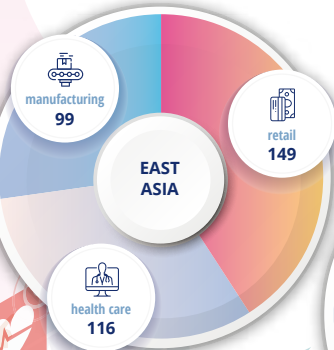 manufacturing
99
retail
149
EAST
ASIA
health care
116